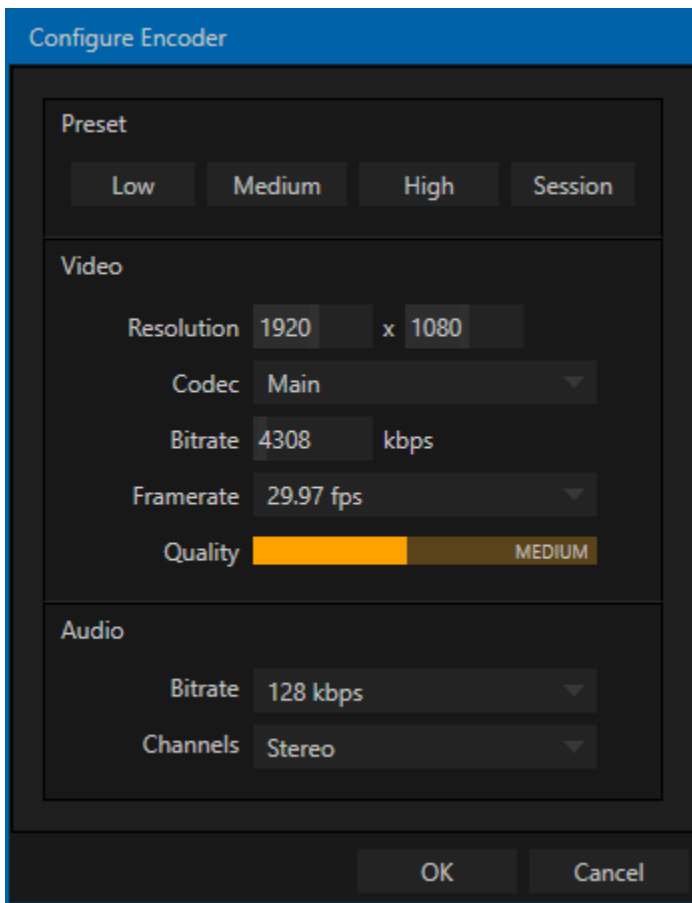 Configure Encoder
Preset
Low Medium High Session
Video
Resolution 1920 x 1080
Codec Main
Bitrate 4308 kbps
Framerate 29.97 fps
Quality MEDIUM
Audio
Bitrate 128 kbps
Channels Stereo
OK Cancel